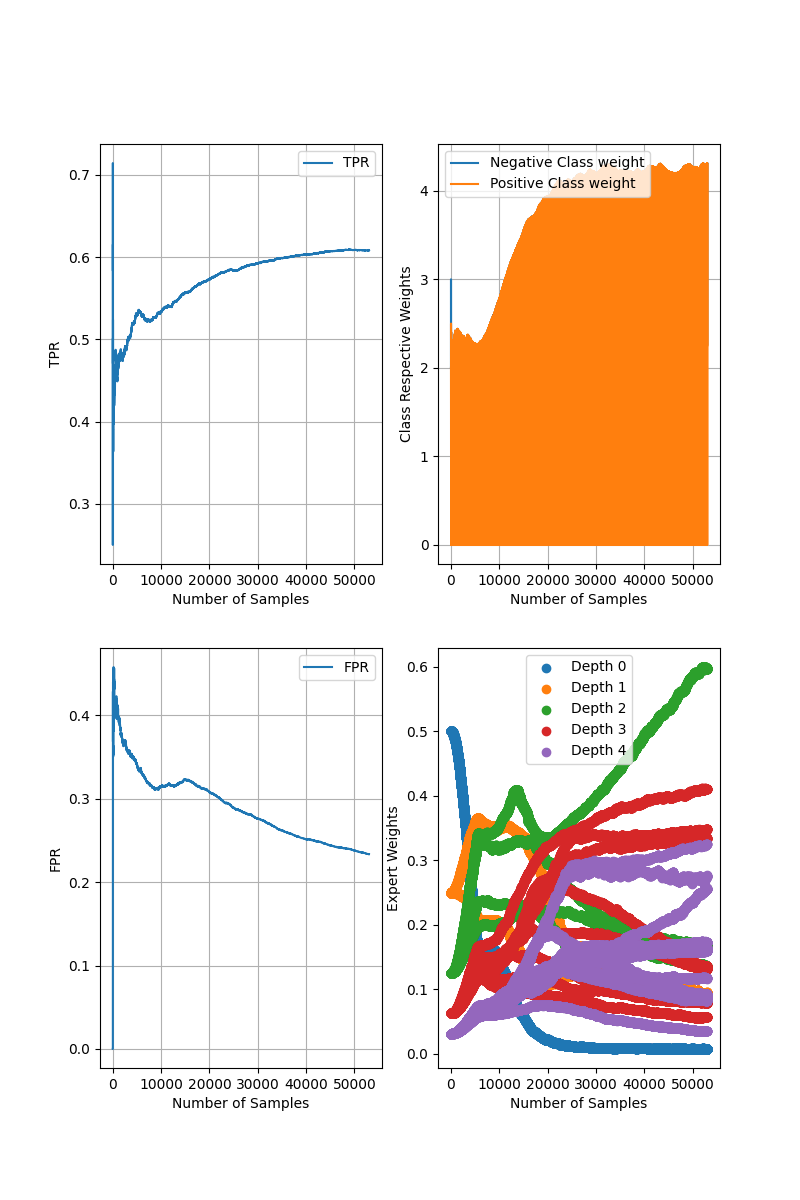 TPR
0.7
0.6
0.5
0.4
0.3
TPR
0 10000 20000 30000 40000 50000
Number of Samples
Negative Class weight
Positive Class weight
4
3
2
1
0
Class Respective Weights
0 10000 20000 30000 40000 50000
Number of Samples
FPR
0.4
0.3
0.2
0.1
0.0
FPR
0 10000 20000 30000 40000 50000
Number of Samples
Depth 0
Depth 1
Depth 2
Depth 3
Depth 4
0.6
0.5
0.4
0.3
0.2
0.1
0.0
Expert Weights
0 10000 20000 30000 40000 50000
Number of Samples